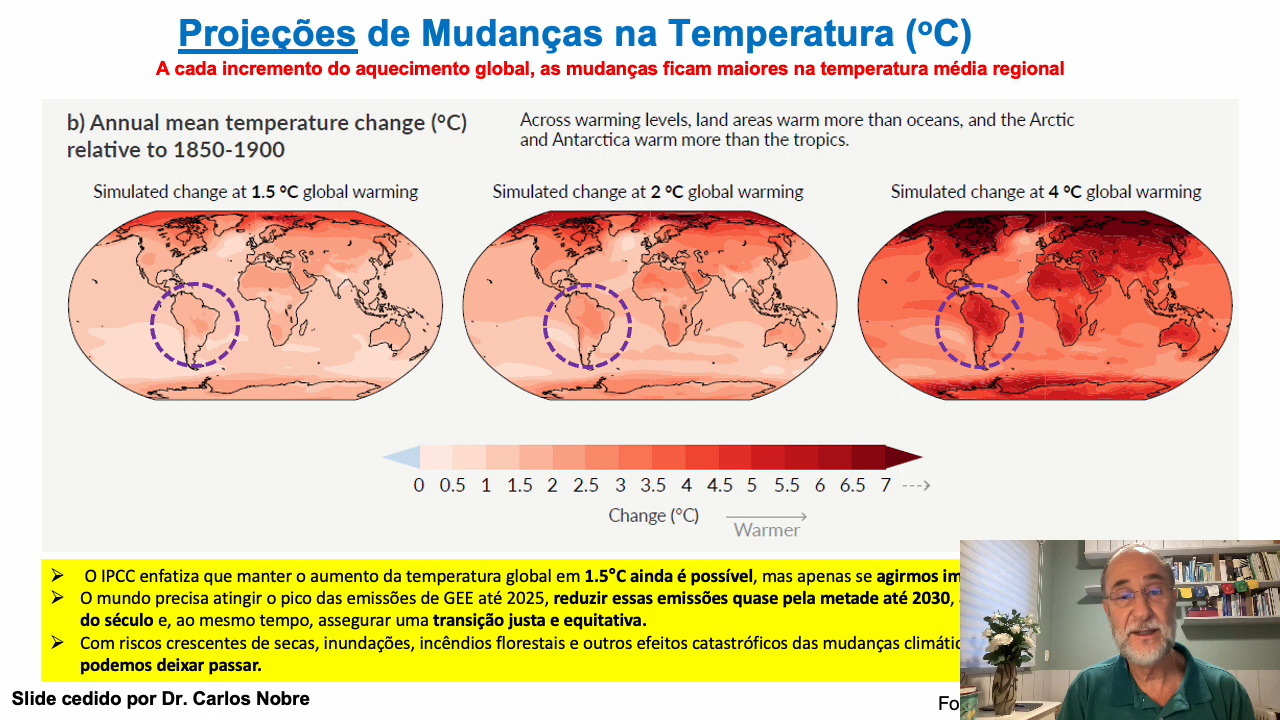 Projeções de Mudanças na Temperatura (ºC)
A cada incremento do aquecimento global, as mudanças ficam maiores na temperatura média regional
b) Annual mean temperature change (°C)
relative to 1850-1900
Across warming levels, land areas warm more than oceans, and the Arctic
and Antarctica warm more than the tropics.
Simulated change at 1.5 °C global warming
Simulated change at 2 °C global warming
Simulated change at 4 °C global warming
0 0.5 1 1.5 2 2.5 3 3.5 4 4.5 5 5.5 6 6.5 7
Change (°C)
Warmer
➢ O IPCC enfatiza que manter o aumento da temperatura global em 1.5°C ainda é possível, mas apenas se agirmos im
➢ O mundo precisa atingir o pico das emissões de GEE até 2025, reduzir essas emissões quase pela metade até 2030,
do século e, ao mesmo tempo, assegurar uma transição justa e equitativa.
➢ Com riscos crescentes de secas, inundações, incêndios florestais e outros efeitos catastróficos das mudanças climátic
podemos deixar passar.
Slide cedido por Dr. Carlos Nobre
Fo